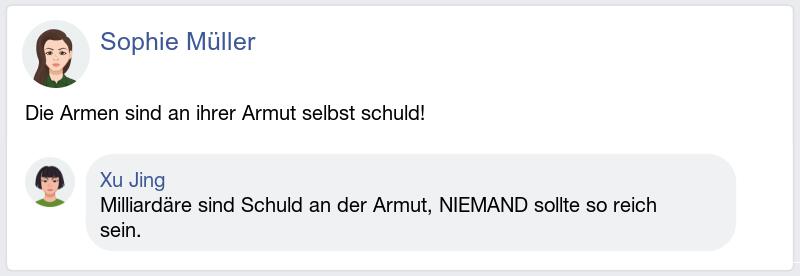 Sophie Müller
Die Armen sind an ihrer Armut selbst schuld!
Xu Jing
Milliardäre sind Schuld an der Armut, NIEMAND sollte so reich
sein.